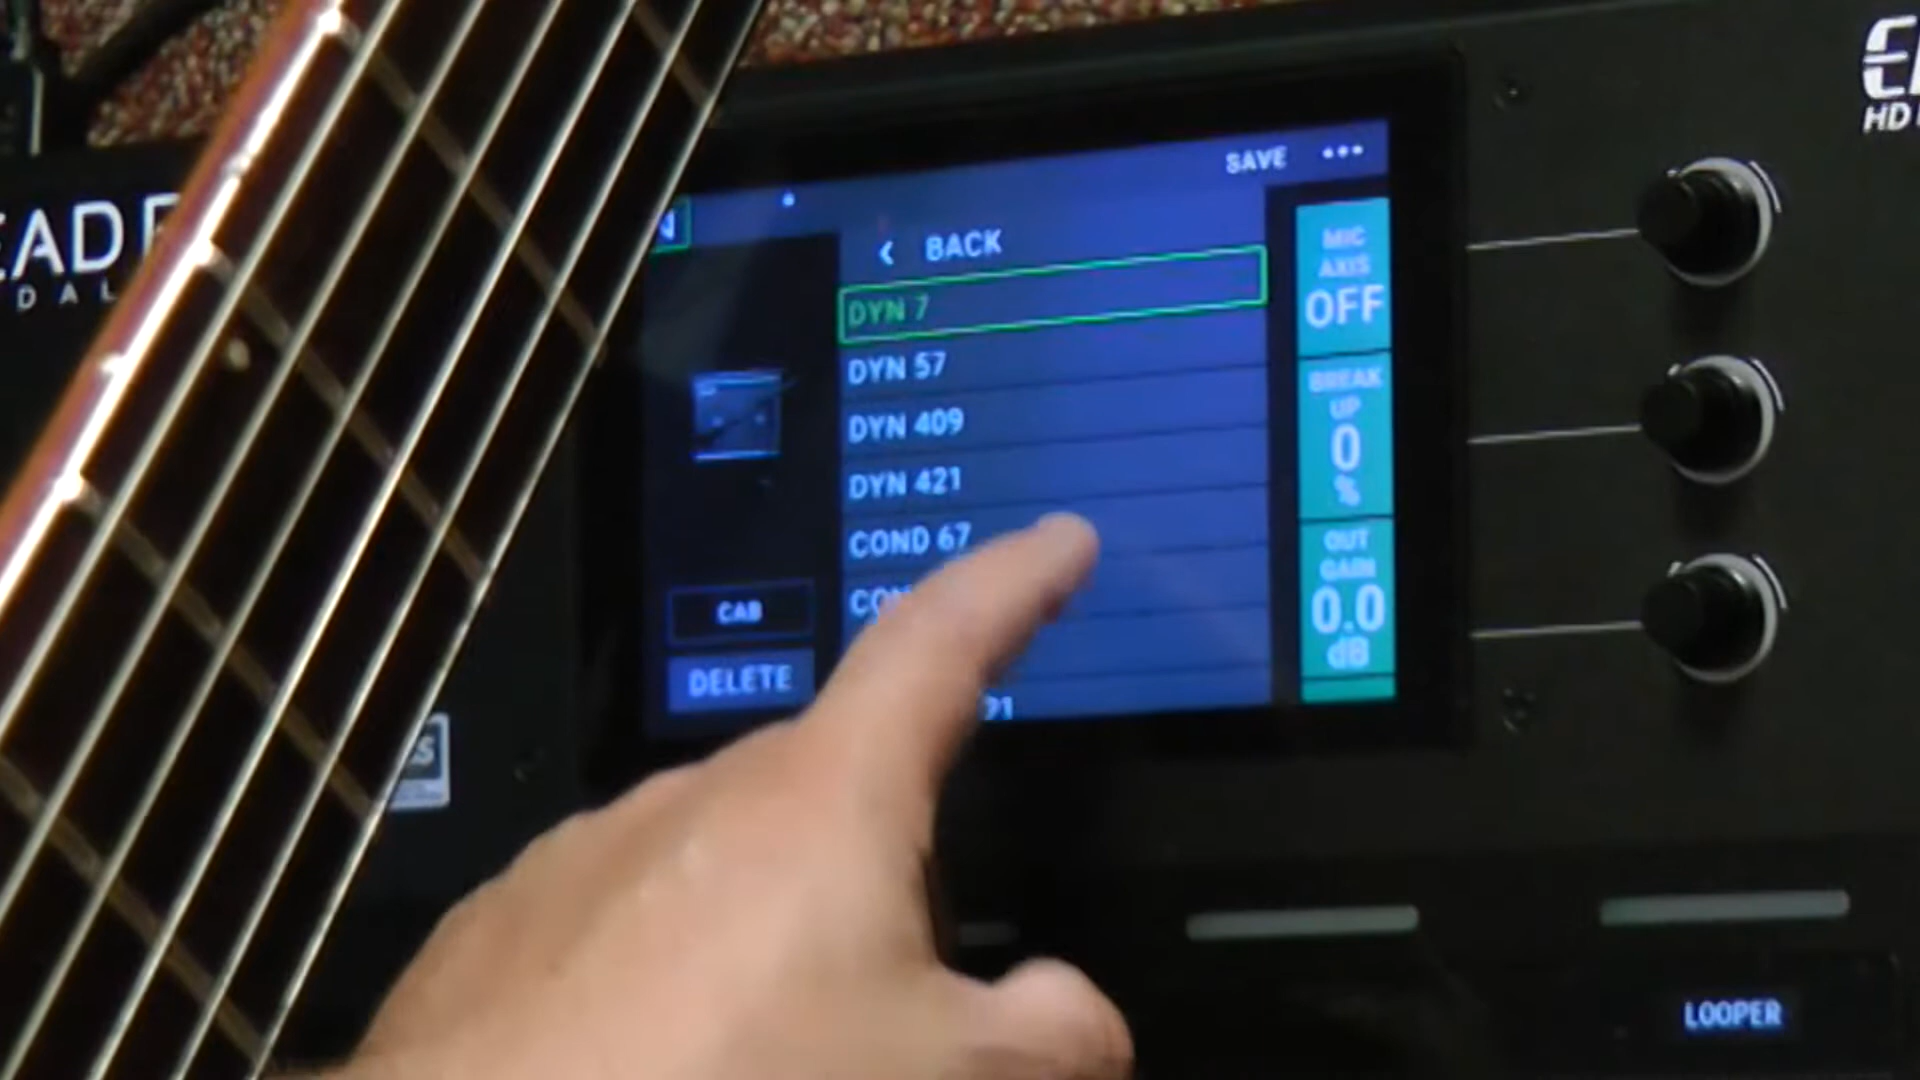 SAVE
BACK
DYN 7
DYN 57
DYN 409
DYN 421
COND 67
CAB
DELETE
MIC
AXIS
OFF
BREAK
UP
0
%
OUT
GAIN
0.0
dB
HD
LOOPER